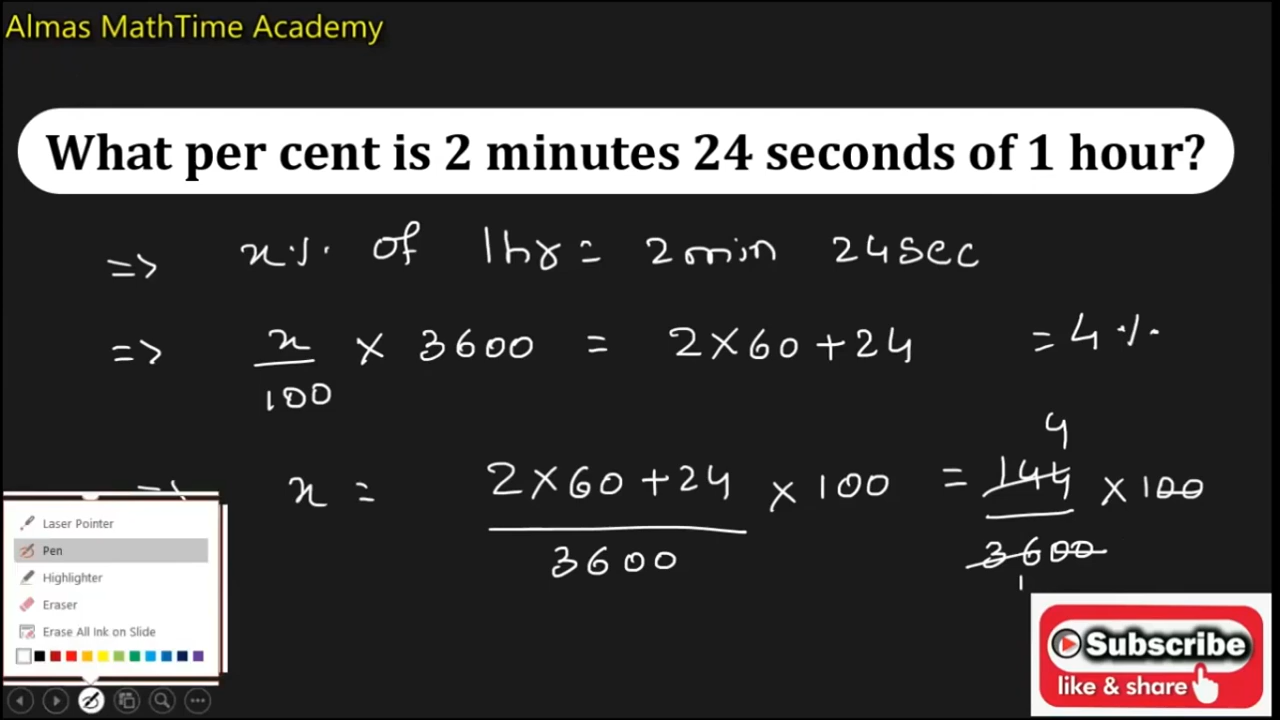 Almas MathTime Academy
What per cent is 2 minutes 24 seconds of 1 hour?
=> x% of 1hr = 2min 24sec
=> x/100 × 3600 = 2×60+24 = 4%
=> x = 2×60+24/3600 × 100 = 144/3600 × 100
4
1
Laser Pointer
Pen
Highlighter
Eraser
Erase All Ink on Slide
Subscribe
like & share